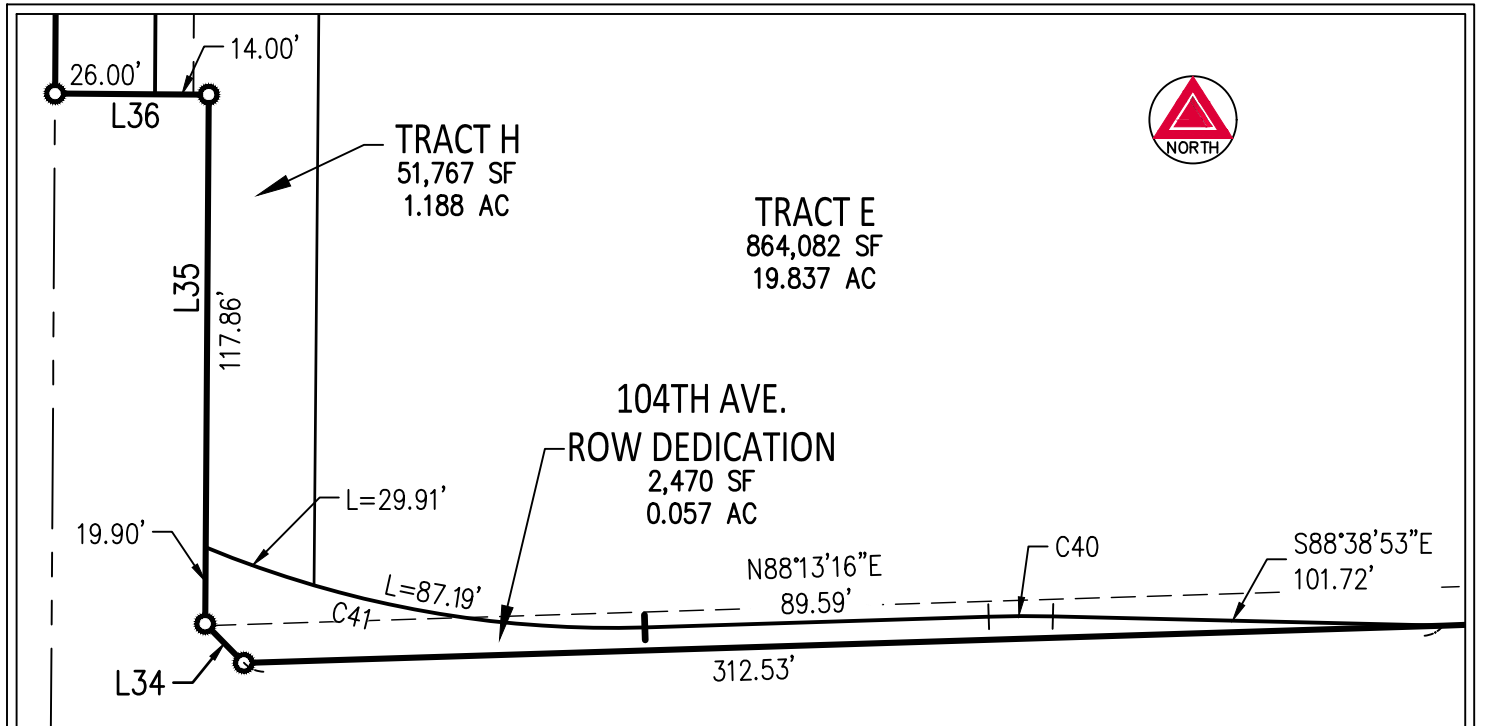 14.00'
26.00'
L36
TRACT H
51,767 SF
1.188 AC
NORTH
TRACT E
864,082 SF
19.837 AC
L35
117.86'
104TH AVE.
ROW DEDICATION
2,470 SF
0.057 AC
L=29.91'
19.90'
L=87.19'
C41
N88°13'16"E
89.59'
C40
S88°38'53"E
101.72'
L34
312.53'